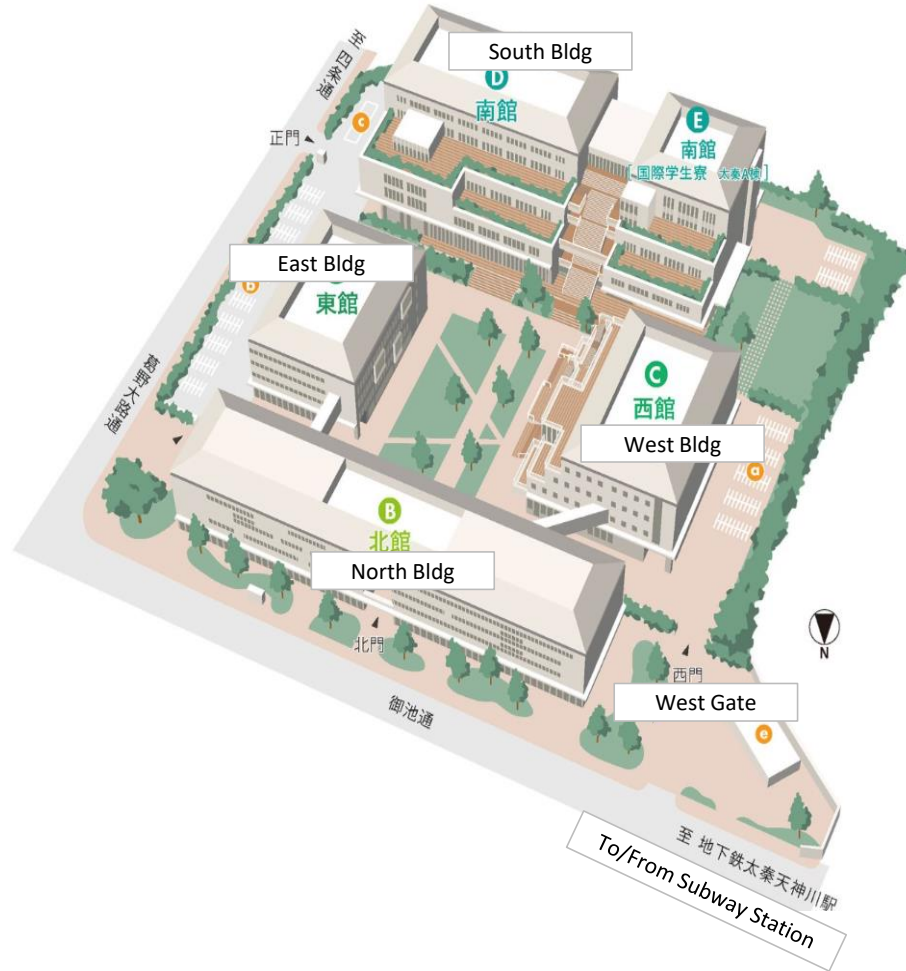 至 四条通
South Bldg
D
南館
c
正門
E
南館
[ 国際学生寮 太秦A棟 ]
East Bldg
東館
b
葛野大路通
C
西館
West Bldg
a
B
北館
North Bldg
北門
N
西門
West Gate
e
御池通
至 地下鉄太秦天神川駅
To/From Subway Station